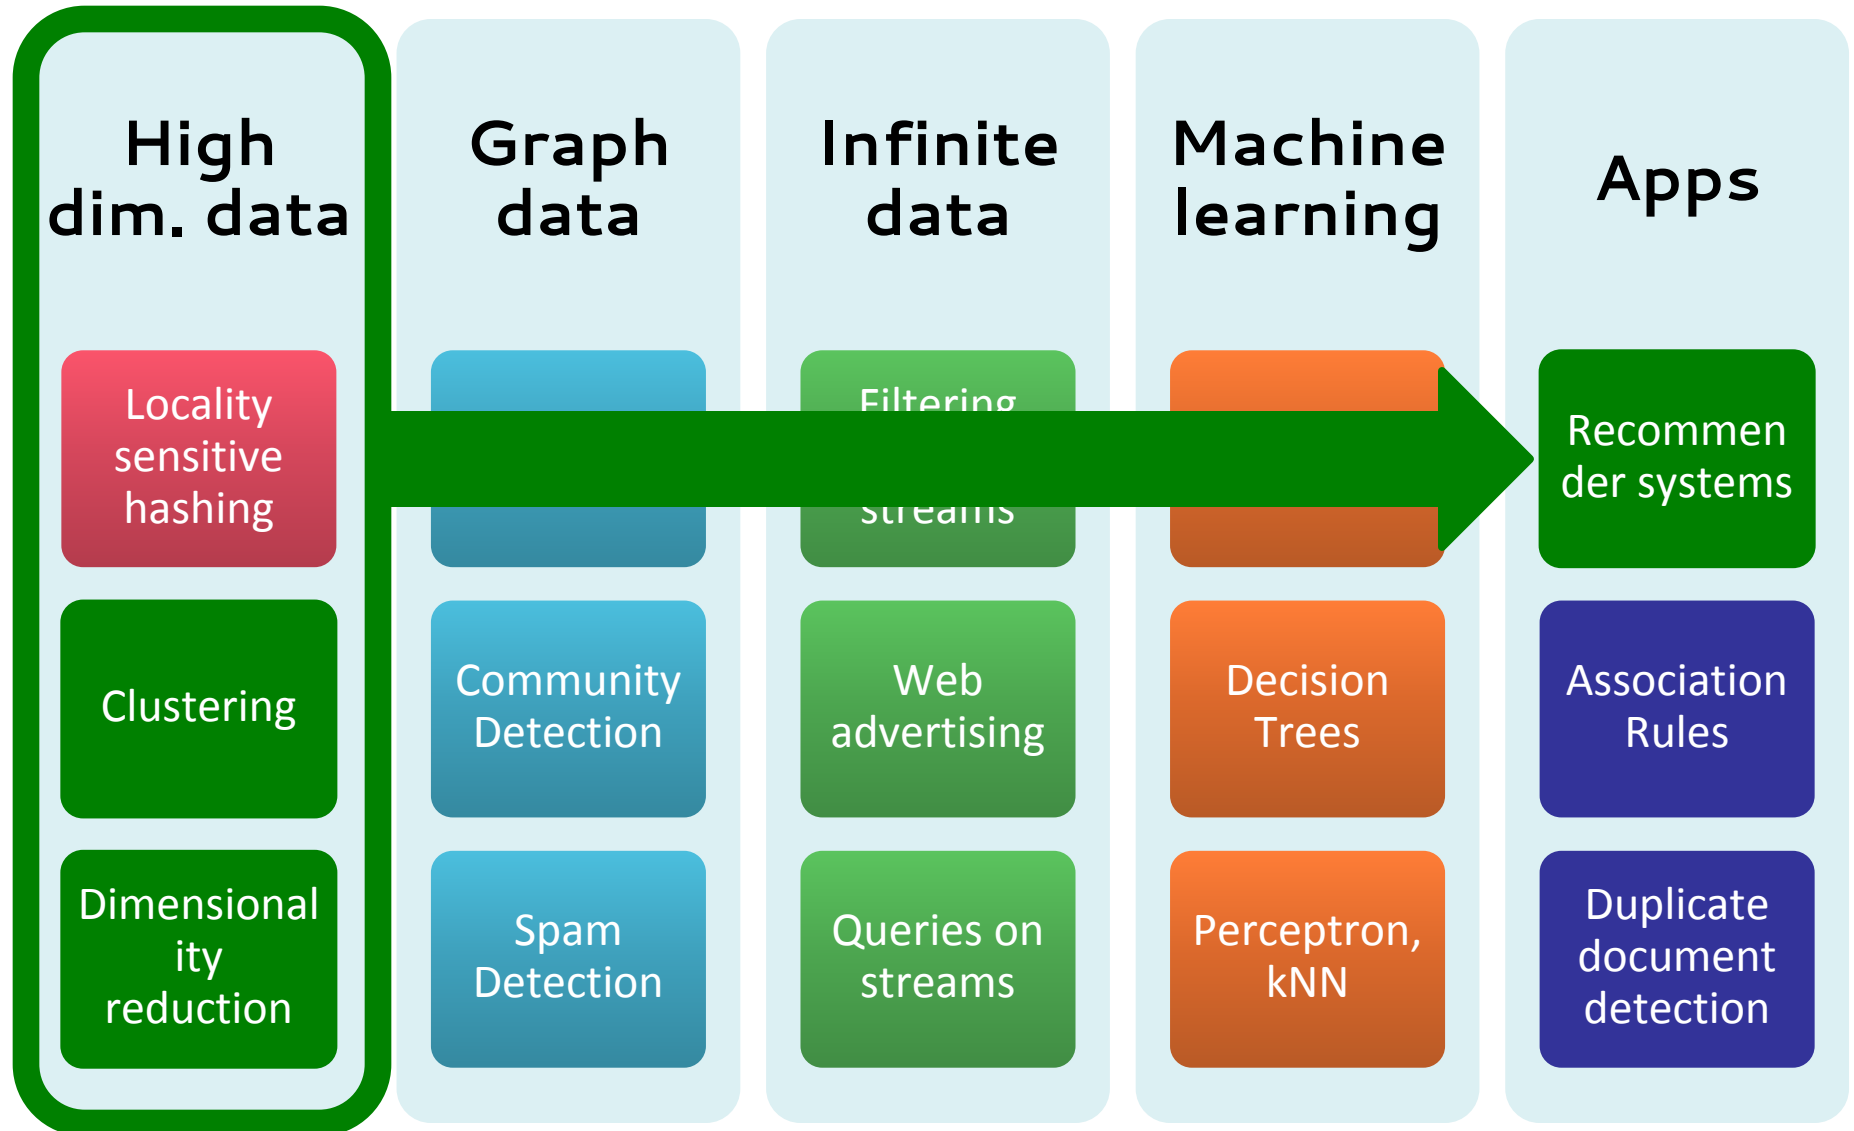 High
dim. data
Locality
sensitive
hashing
Clustering
Dimensional
ity
reduction
Graph
data
Community
Detection
Spam
Detection
Infinite
data
Filtering
streams
Web
advertising
Queries on
streams
Machine
learning
Decision
Trees
Perceptron,
kNN
Apps
Recommen
der systems
Association
Rules
Duplicate
document
detection